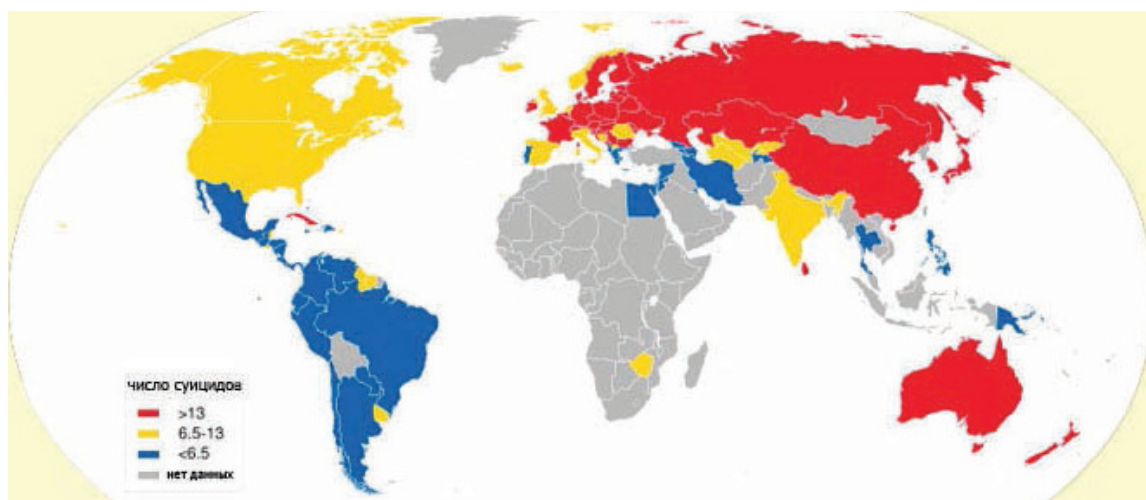 число суицидов
>13
6.5-13
<6.5
нет данных